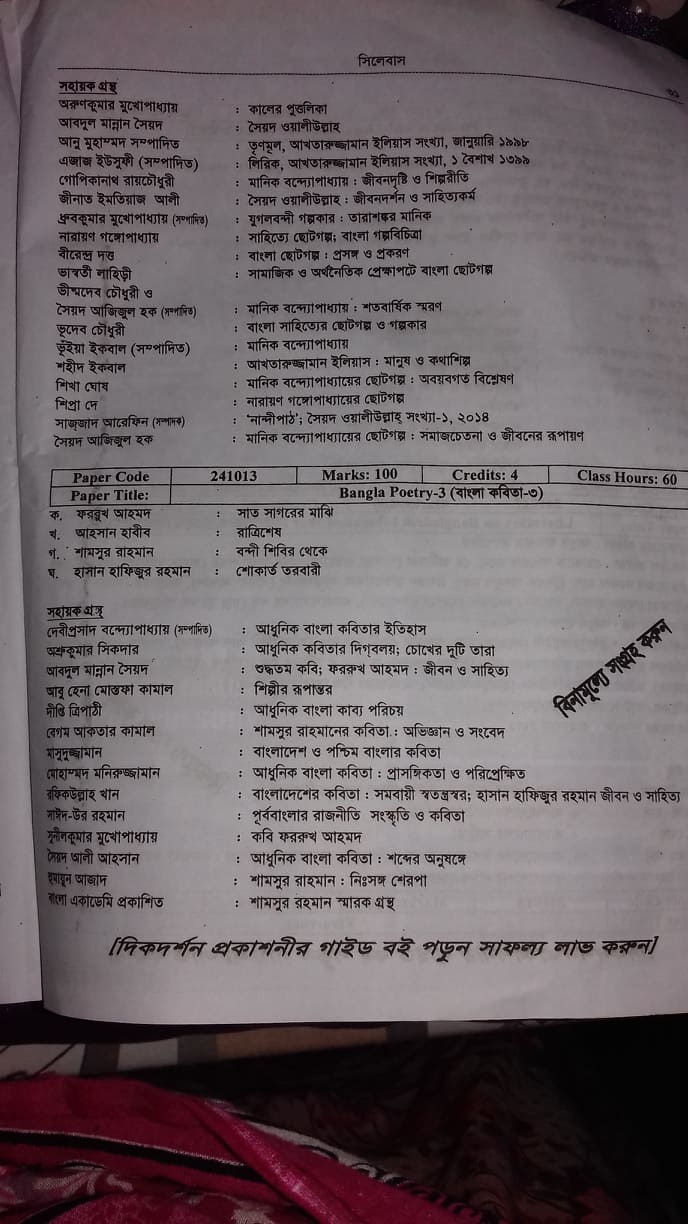 সিলেবাস
সহায়ক গ্রন্থ
অরুণকুমার মুখোপাধ্যায় : কালের পুত্তলিকা
আবদুল মান্নান সৈয়দ : সৈয়দ ওয়ালীউল্লাহ
আনু মুহাম্মদ সম্পাদিত : তৃণমূল, আখতারুজ্জামান ইলিয়াস সংখ্যা, জানুয়ারি ১৯৯৮
এজাজ ইউসুফী (সম্পাদিত) : লিরিক, আখতারুজ্জামান ইলিয়াস সংখ্যা, ১ বৈশাখ ১৩৯৯
গোপিকানাথ রায়চৌধুরী : মানিক বন্দ্যোপাধ্যায় : জীবনদৃষ্টি ও শিল্পরীতি
জীনাত ইমতিয়াজ আলী : সৈয়দ ওয়ালীউল্লাহ : জীবনদর্শন ও সাহিত্যকর্ম
ধ্রুবকুমার মুখোপাধ্যায় (সম্পাদিত) : যুগলবন্দী গল্পকার : তারাশঙ্কর মানিক
নারায়ণ গঙ্গোপাধ্যায় : সাহিত্যে ছোটগল্প; বাংলা গল্পবিচিত্রা
বীরেন্দ্র দত্ত : বাংলা ছোটগল্প : প্রসঙ্গ ও প্রকরণ
ভাস্বতী লাহিড়ী : সামাজিক ও অর্থনৈতিক প্রেক্ষাপটে বাংলা ছোটগল্প
ভীষ্মদেব চৌধুরী ও
সৈয়দ আজিজুল হক (সম্পাদিত) : মানিক বন্দ্যোপাধ্যায় : শতবার্ষিক স্মরণ
ভূদেব চৌধুরী : বাংলা সাহিত্যের ছোটগল্প ও গল্পকার
ভূঁইয়া ইকবাল (সম্পাদিত) : মানিক বন্দ্যোপাধ্যায়
শহীদ ইকবাল : আখতারুজ্জামান ইলিয়াস : মানুষ ও কথাশিল্প
শিখা ঘোষ : মানিক বন্দ্যোপাধ্যায়ের ছোটগল্প : অবয়বগত বিশ্লেষণ
শিপ্রা দে : নারায়ণ গঙ্গোপাধ্যায়ের ছোটগল্প
সাজ্জাদ আরেফিন (সম্পাদক) : ‘নান্দীপাঠ’; সৈয়দ ওয়ালীউল্লাহ্ সংখ্যা-১, ২০১৪
সৈয়দ আজিজুল হক : মানিক বন্দ্যোপাধ্যায়ের ছোটগল্প : সমাজচেতনা ও জীবনের রূপায়ণ
Paper Code 241013 Marks: 100 Credits: 4 Class Hours: 60
Paper Title: Bangla Poetry-3 (বাংলা কবিতা-৩)
ক. ফররুখ আহমদ : সাত সাগরের মাঝি
খ. আহসান হাবীব : রাত্রিশেষ
গ. শামসুর রাহমান : বন্দী শিবির থেকে
ঘ. হাসান হাফিজুর রহমান : শোকার্ত তরবারী
সহায়ক গ্রন্থ
দেবীপ্রসাদ বন্দ্যোপাধ্যায় (সম্পাদিত) : আধুনিক বাংলা কবিতার ইতিহাস
অশ্রুকুমার সিকদার : আধুনিক কবিতার দিগ্বলয়; চোখের দুটি তারা
আবদুল মান্নান সৈয়দ : শুদ্ধতম কবি; ফররুখ আহমদ : জীবন ও সাহিত্য
আবু হেনা মোস্তফা কামাল : শিল্পীর রূপান্তর
দীপ্তি ত্রিপাঠী : আধুনিক বাংলা কাব্য পরিচয়
বেগম আকতার কামাল : শামসুর রাহমানের কবিতা : অভিজ্ঞান ও সংবেদ
মাসুদুজ্জামান : বাংলাদেশ ও পশ্চিম বাংলার কবিতা
মোহাম্মদ মনিরুজ্জামান : আধুনিক বাংলা কবিতা : প্রাসঙ্গিকতা ও পরিপ্রেক্ষিত
রফিকউল্লাহ খান : বাংলাদেশের কবিতা : সমবায়ী স্বতন্ত্রস্বর; হাসান হাফিজুর রহমান জীবন ও সাহিত্য
সাঈদ-উর রহমান : পূর্ববাংলার রাজনীতি সংস্কৃতি ও কবিতা
সুনীলকুমার মুখোপাধ্যায় : কবি ফররুখ আহমদ
সৈয়দ আলী আহসান : আধুনিক বাংলা কবিতা : শব্দের অনুষঙ্গে
হুমায়ুন আজাদ : শামসুর রাহমান : নিঃসঙ্গ শেরপা
বাংলা একাডেমি প্রকাশিত : শামসুর রহমান স্মারক গ্রন্থ
বিনামূল্যে সংগ্রহ করুন
[দিকদর্শন প্রকাশনীর গাইড বই পড়ুন সাফল্য লাভ করুন]